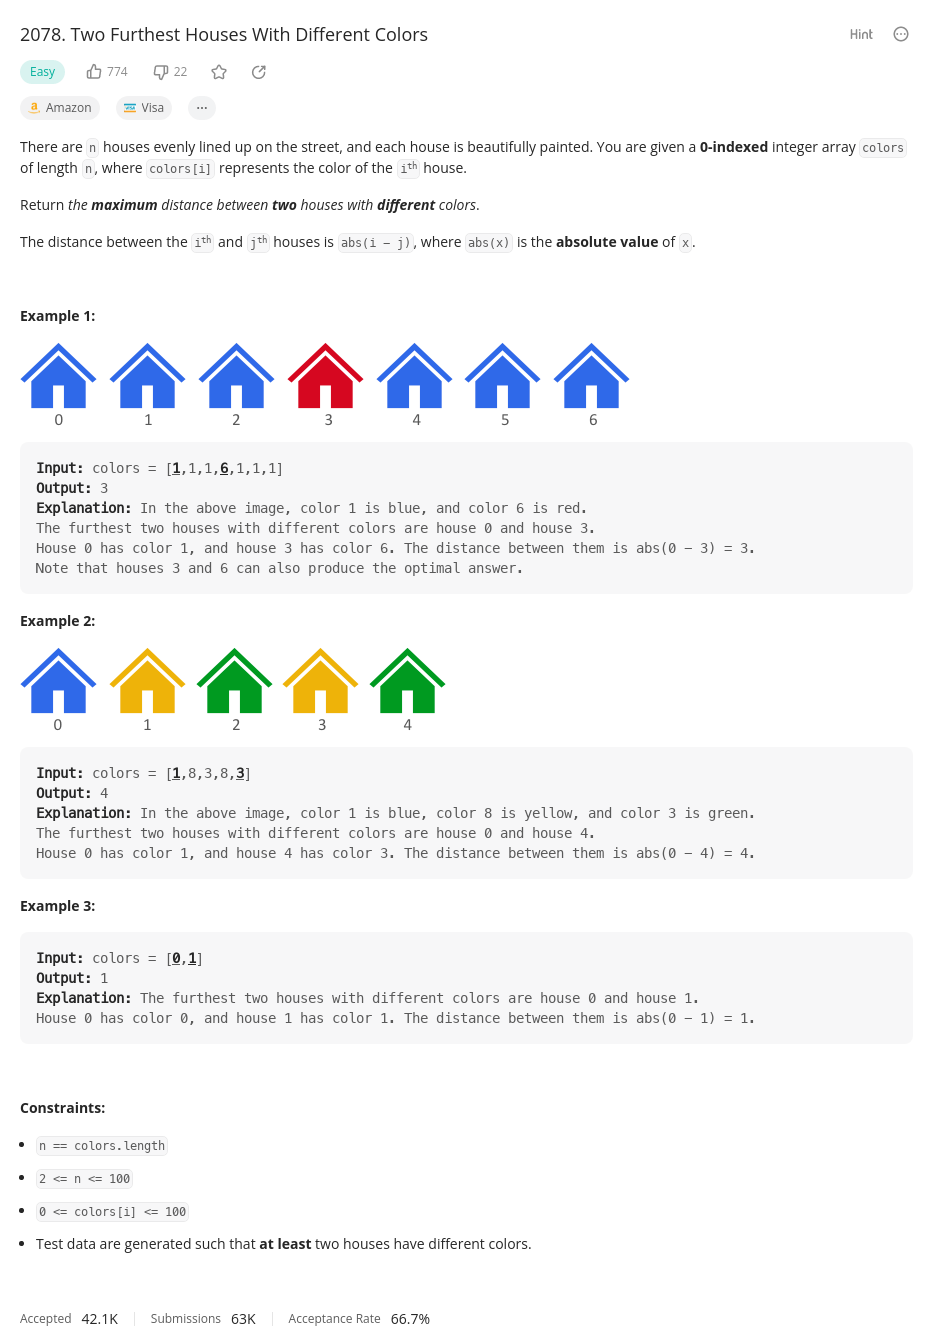 2078. Two Furthest Houses With Different Colors
Hint
Easy
774
22
a Amazon
VISA Visa
There are n houses evenly lined up on the street, and each house is beautifully painted. You are given a 0-indexed integer array colors
of length n, where colors[i] represents the color of the ith house.
Return the maximum distance between two houses with different colors.
The distance between the ith and jth houses is abs(i - j), where abs(x) is the absolute value of x.
Example 1:
0 1 2 3 4 5 6
Input: colors = [1,1,1,6,1,1,1]
Output: 3
Explanation: In the above image, color 1 is blue, and color 6 is red.
The furthest two houses with different colors are house 0 and house 3.
House 0 has color 1, and house 3 has color 6. The distance between them is abs(0 - 3) = 3.
Note that houses 3 and 6 can also produce the optimal answer.
Example 2:
0 1 2 3 4
Input: colors = [1,8,3,8,3]
Output: 4
Explanation: In the above image, color 1 is blue, color 8 is yellow, and color 3 is green.
The furthest two houses with different colors are house 0 and house 4.
House 0 has color 1, and house 4 has color 3. The distance between them is abs(0 - 4) = 4.
Example 3:
Input: colors = [0,1]
Output: 1
Explanation: The furthest two houses with different colors are house 0 and house 1.
House 0 has color 0, and house 1 has color 1. The distance between them is abs(0 - 1) = 1.
Constraints:
n == colors.length
2 <= n <= 100
0 <= colors[i] <= 100
Test data are generated such that at least two houses have different colors.
Accepted 42.1K Submissions 63K Acceptance Rate 66.7%